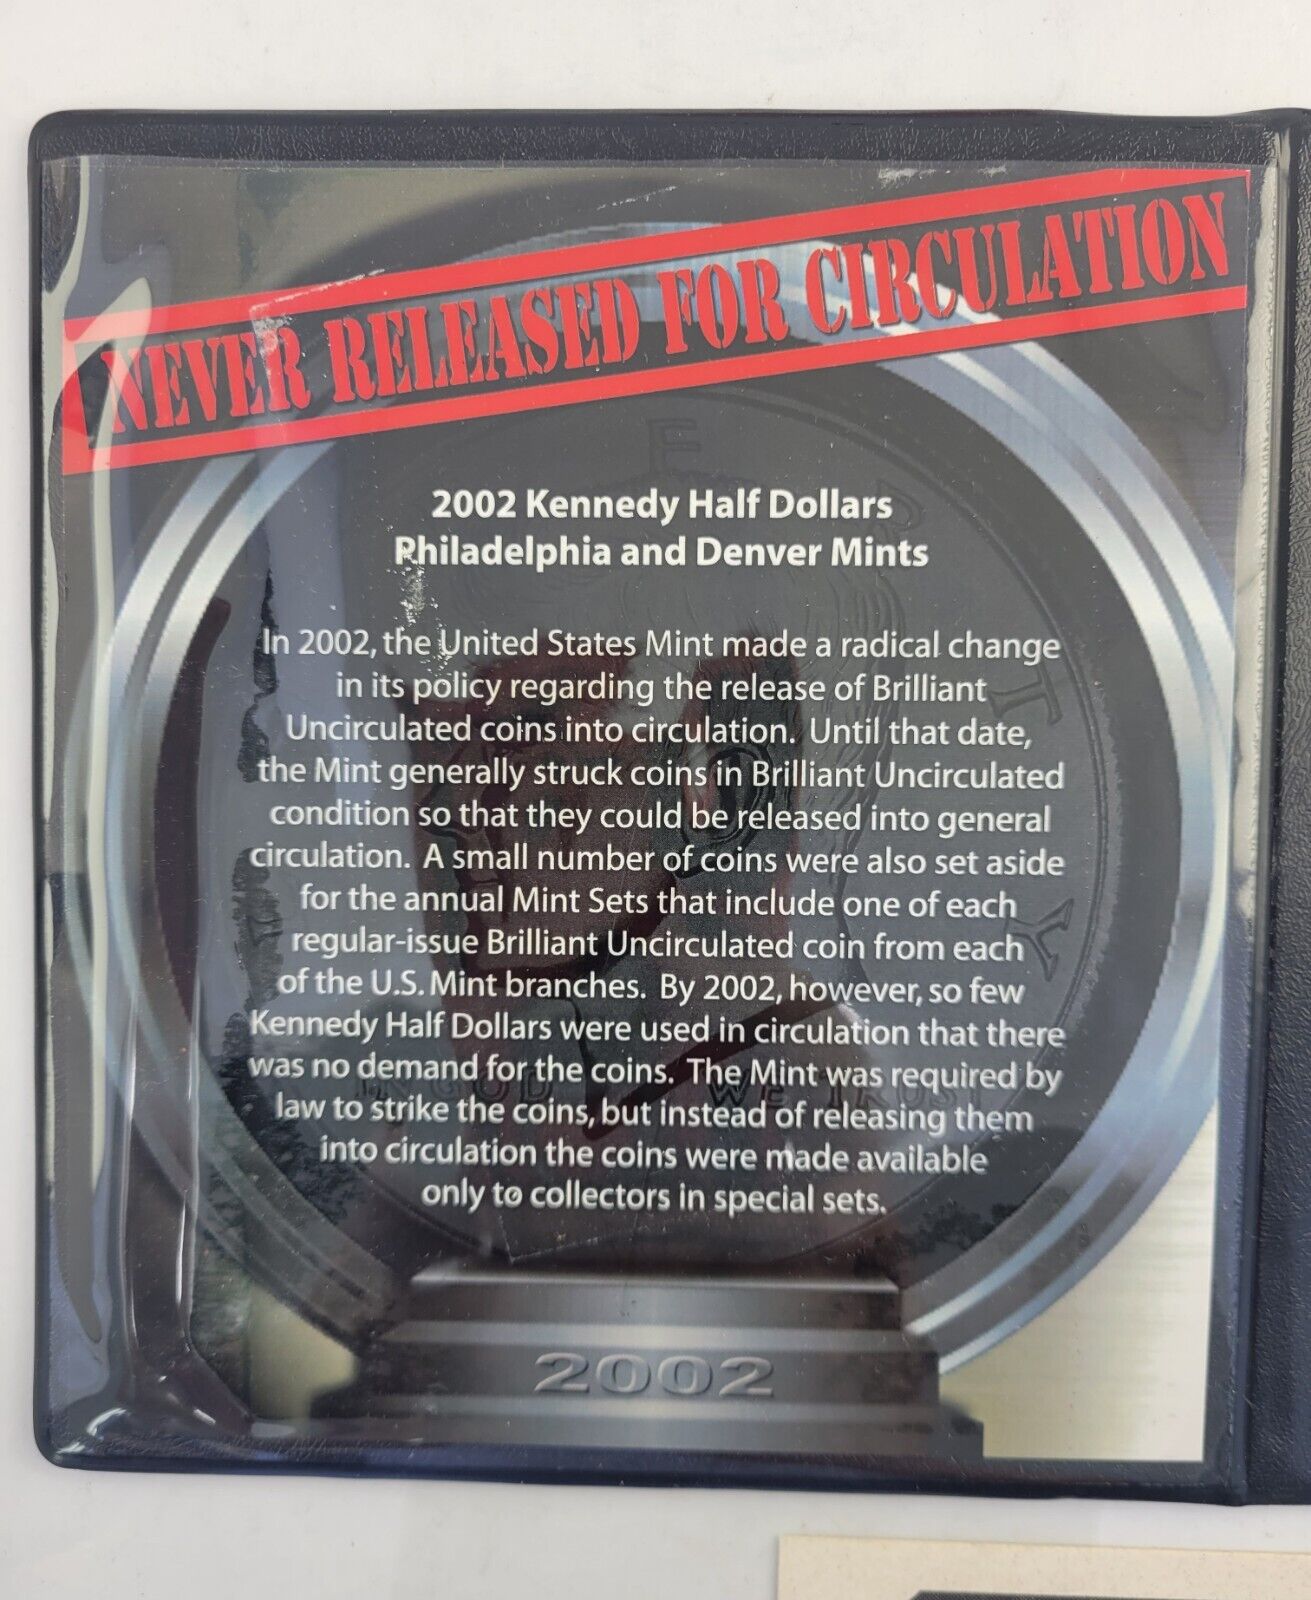 NEVER RELEASED FOR CIRCULATION
2002 Kennedy Half Dollars
Philadelphia and Denver Mints
In 2002, the United States Mint made a radical change
in its policy regarding the release of Brilliant
Uncirculated coins into circulation. Until that date,
the Mint generally struck coins in Brilliant Uncirculated
condition so that they could be released into general
circulation. A small number of coins were also set aside
for the annual Mint Sets that include one of each
regular-issue Brilliant Uncirculated coin from each
of the U.S. Mint branches. By 2002, however, so few
Kennedy Half Dollars were used in circulation that there
was no demand for the coins. The Mint was required by
law to strike the coins, but instead of releasing them
into circulation the coins were made available
only to collectors in special sets.
IN GOD WE TRUST
2002